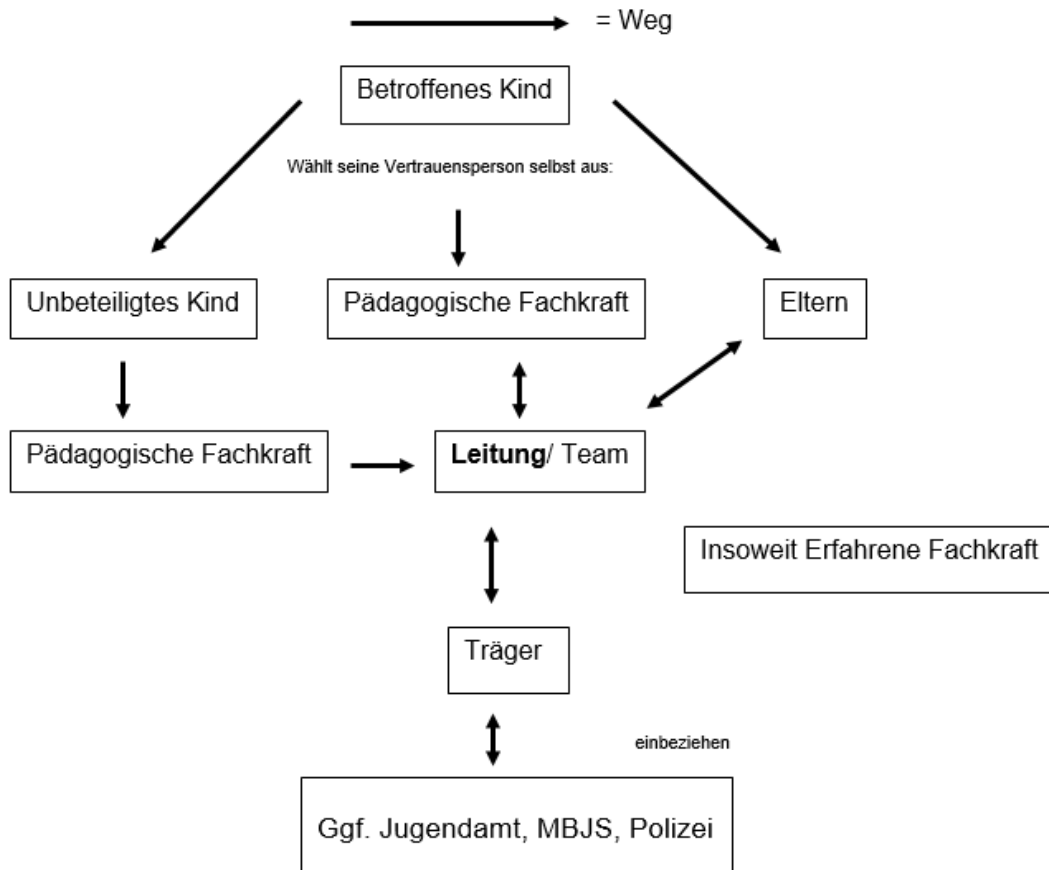 = Weg
Betroffenes Kind
Wählt seine Vertrauensperson selbst aus:
Unbeteiligtes Kind
Pädagogische Fachkraft
Eltern
Pädagogische Fachkraft
Leitung/ Team
Insoweit Erfahrene Fachkraft
Träger
einbeziehen
Ggf. Jugendamt, MBJS, Polizei